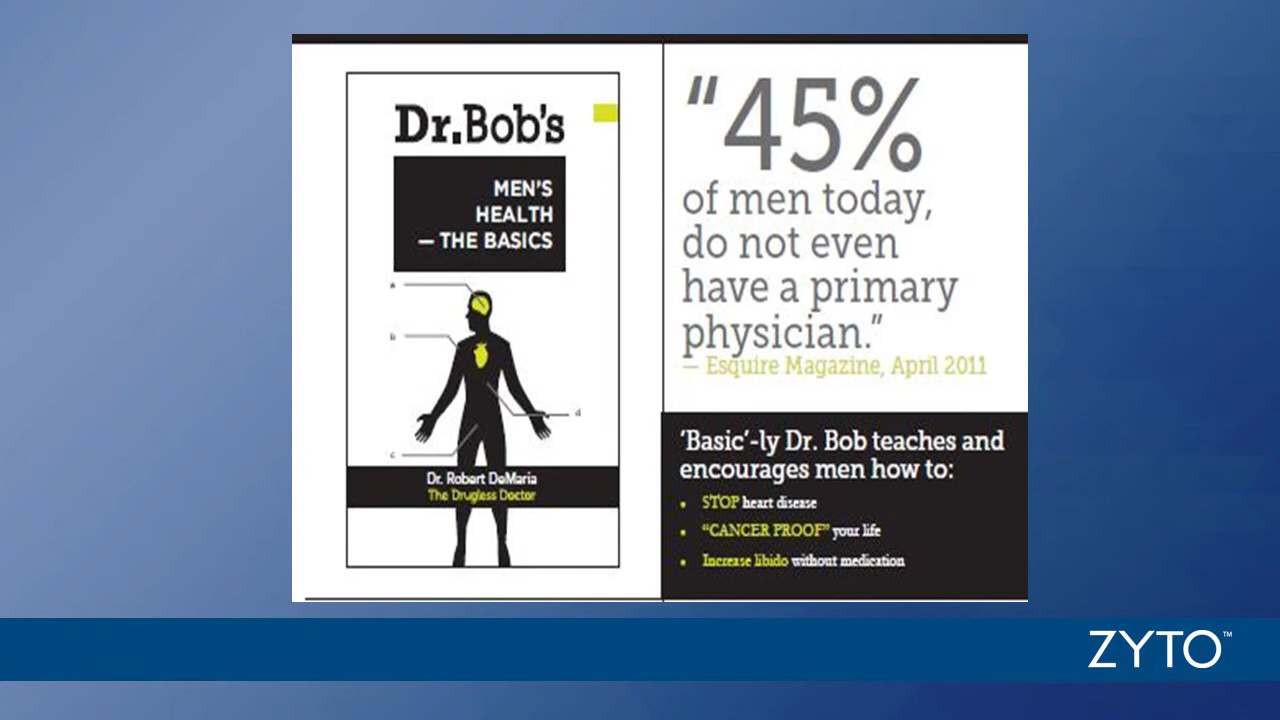 Dr.Bob's
MEN'S
HEALTH
— THE BASICS
a
b
d
c
Dr. Robert DeMaria
The Drugless Doctor
“45%
of men today,
do not even
have a primary
physician.”
— Esquire Magazine, April 2011
‘Basic’-ly Dr. Bob teaches and
encourages men how to:
• STOP heart disease
• “CANCER PROOF” your life
• Increase libido without medication
ZYTO™